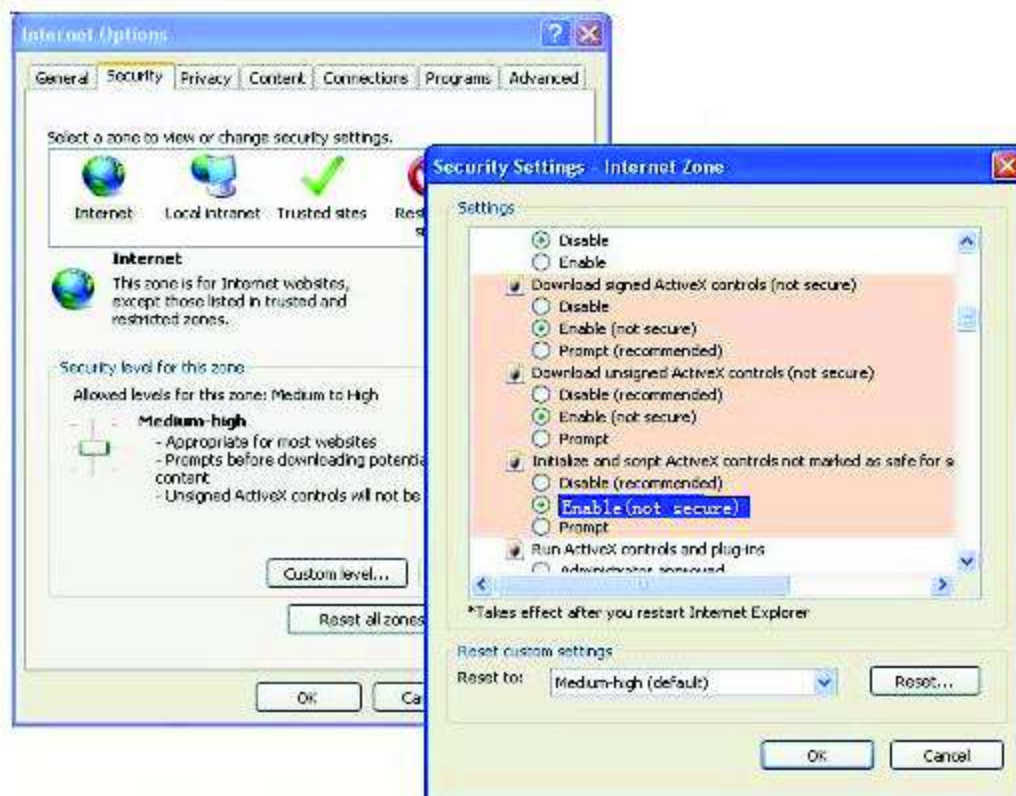 Internet Options
General Security Privacy Content Connections Programs Advanced
Select a zone to view or change security settings.
Internet Local intranet Trusted sites
Internet
This zone is for Internet websites,
except those listed in trusted and
restricted zones.
Security level for this zone
Allowed levels for this zone: Medium to High
Medium-high
- Appropriate for most websites
- Prompts before downloading
content
- Unsigned ActiveX controls will not be
Custom level...
Reset all zones
OK
Security Settings - Internet Zone
Settings
Disable
Enable
Download signed ActiveX controls (not secure)
Disable
Enable (not secure)
Prompt (recommended)
Download unsigned ActiveX controls (not secure)
Disable (recommended)
Enable (not secure)
Prompt
Initialize and script ActiveX controls not marked as safe for s
Disable (recommended)
Enable(not secure)
Prompt
Run ActiveX controls and plug-ins
Administrator approved
*Takes effect after you restart Internet Explorer
Reset custom settings
Reset to: Medium-high (default) Reset...
OK Cancel